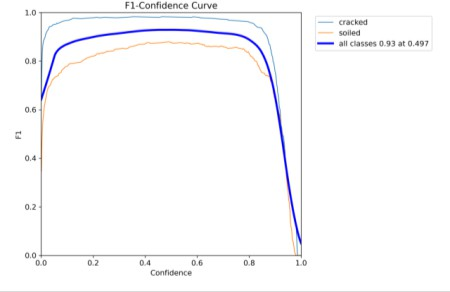 F1-Confidence Curve
cracked
soiled
all classes 0.93 at 0.497
1.0
0.8
0.6
0.4
0.2
0.0
F1
0.0 0.2 0.4 0.6 0.8 1.0
Confidence